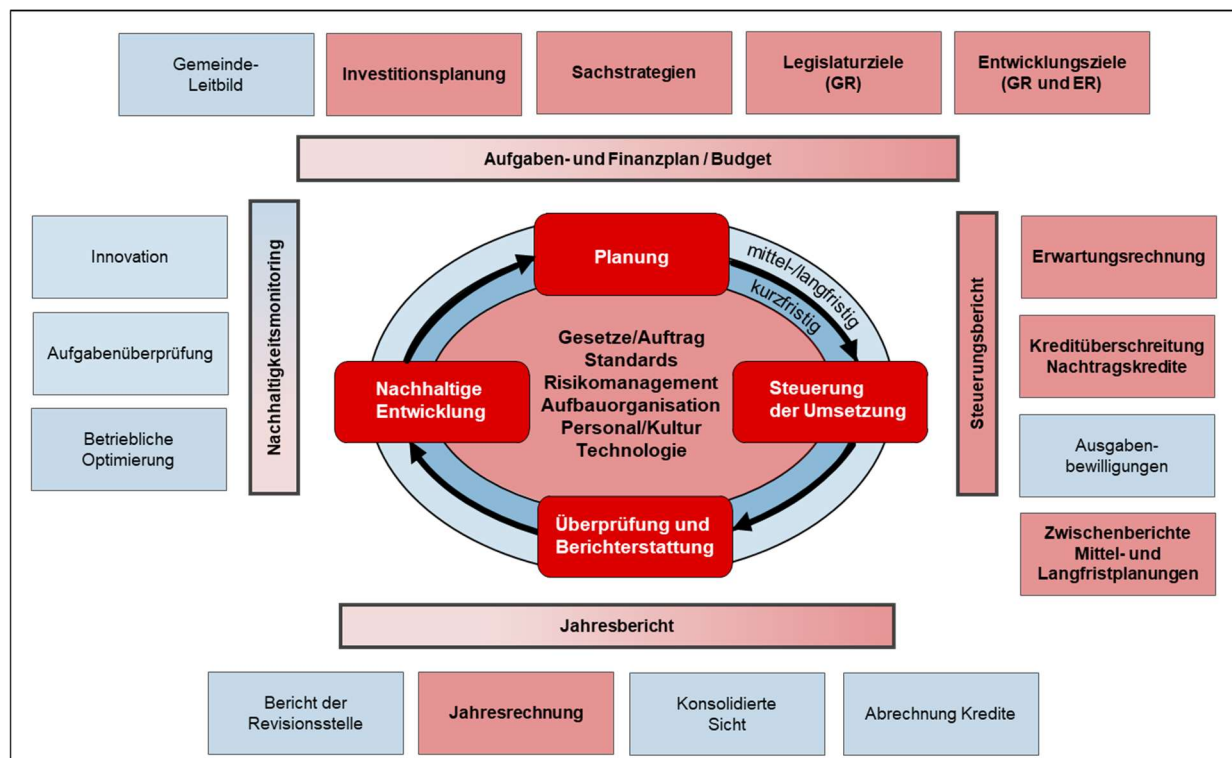 Gemeinde-
Leitbild
Investitionsplanung
Sachstrategien
Legislaturziele
(GR)
Entwicklungsziele
(GR und ER)
Aufgaben- und Finanzplan / Budget
Innovation
Aufgabenüberprüfung
Betriebliche
Optimierung
Nachhaltigkeitsmonitoring
Planung
mittel-/langfristig
kurzfristig
Gesetze/Auftrag
Standards
Risikomanagement
Aufbauorganisation
Personal/Kultur
Technologie
Nachhaltige
Entwicklung
Steuerung
der Umsetzung
Überprüfung und
Berichterstattung
Steuerungsbericht
Erwartungsrechnung
Kreditüberschreitung
Nachtragskredite
Ausgaben-
bewilligungen
Zwischenberichte
Mittel- und
Langfristplanungen
Jahresbericht
Bericht der
Revisionsstelle
Jahresrechnung
Konsolidierte
Sicht
Abrechnung Kredite